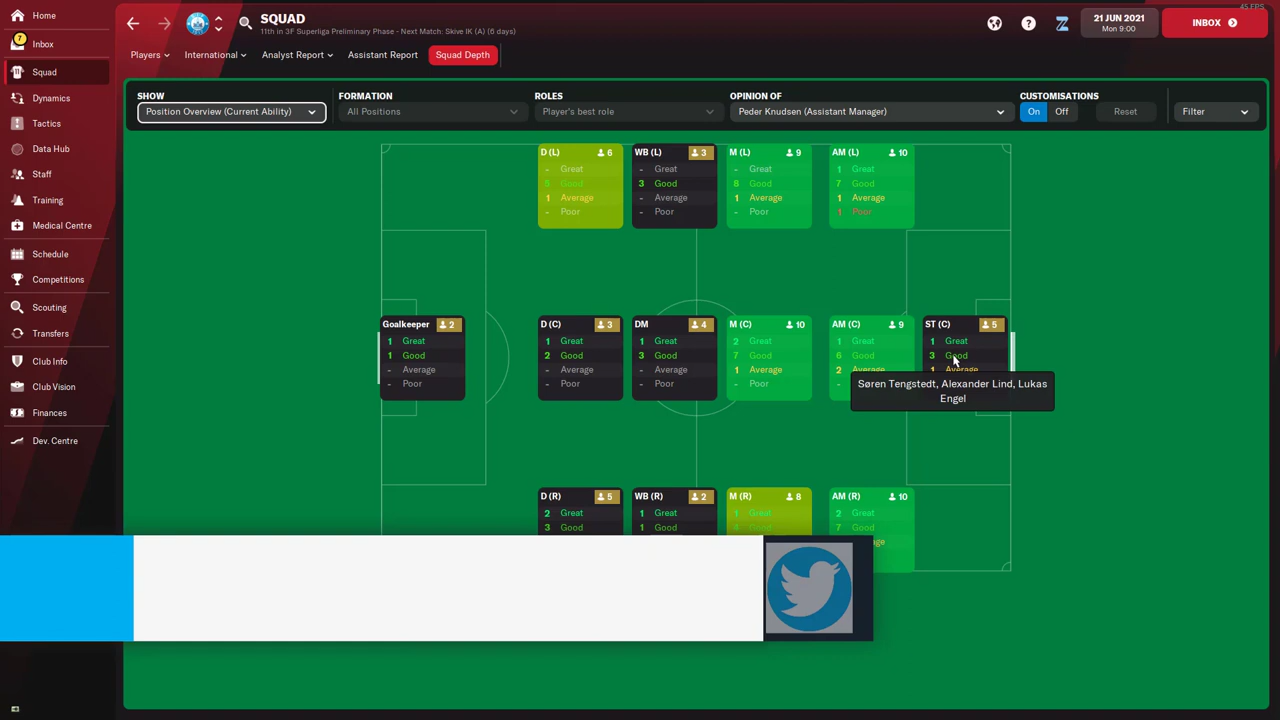 45 FPS
Home
SQUAD
11th in 3F Superliga Preliminary Phase - Next Match: Skive IK (A) (6 days)
21 JUN 2021
Mon 9:00
INBOX
7
Inbox
Squad
Dynamics
Tactics
Data Hub
Staff
Training
Medical Centre
Schedule
Competitions
Scouting
Transfers
Club Info
Club Vision
Finances
Dev. Centre
Players
International
Analyst Report
Assistant Report
Squad Depth
SHOW
FORMATION
ROLES
OPINION OF
CUSTOMISATIONS
Position Overview (Current Ability)
All Positions
Player's best role
Peder Knudsen (Assistant Manager)
On
Off
Reset
Filter
D (L) 6
- Great
5 Good
1 Average
- Poor
WB (L) 3
- Great
3 Good
- Average
- Poor
M (L) 9
- Great
8 Good
1 Average
- Poor
AM (L) 10
1 Great
7 Good
1 Average
1 Poor
Goalkeeper 2
1 Great
1 Good
- Average
- Poor
D (C) 3
1 Great
2 Good
- Average
- Poor
DM 4
1 Great
3 Good
- Average
- Poor
M (C) 10
2 Great
7 Good
1 Average
- Poor
AM (C) 9
1 Great
6 Good
2 Average
-
ST (C) 5
1 Great
3 Good
1 Average
Søren Tengstedt, Alexander Lind, Lukas
Engel
D (R) 5
2 Great
3 Good
WB (R) 2
1 Great
1 Good
M (R) 8
1 Great
Good
AM (R) 10
2 Great
7 Good